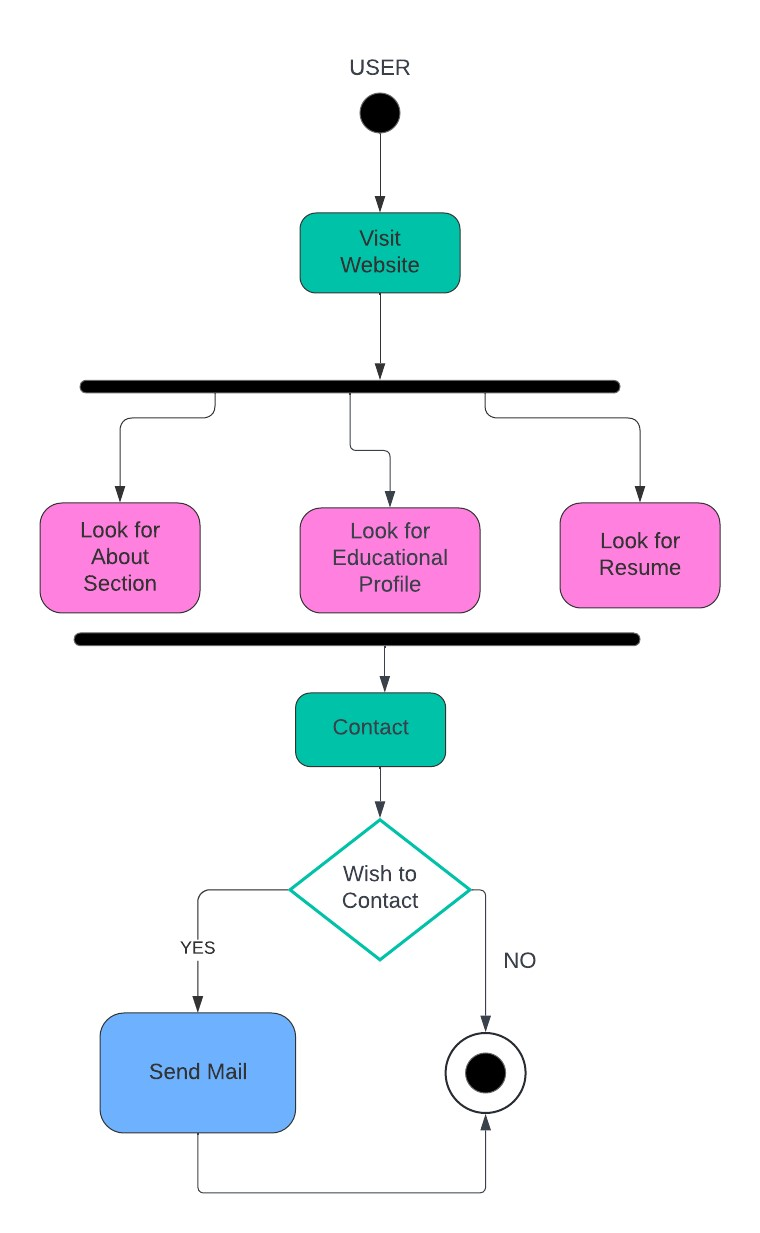 USER
Visit
Website
Look for
About
Section
Look for
Educational
Profile
Look for
Resume
Contact
Wish to
Contact
YES
NO
Send Mail